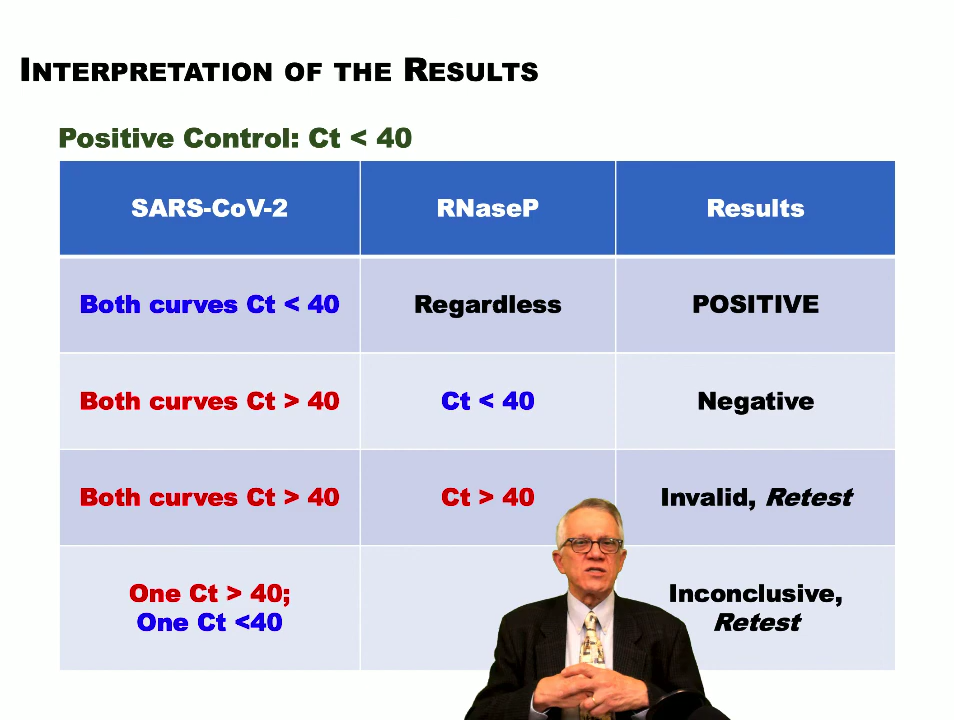 INTERPRETATION OF THE RESULTS
Positive Control: Ct < 40
SARS-CoV-2 RNaseP Results
Both curves Ct < 40 Regardless POSITIVE
Both curves Ct > 40 Ct < 40 Negative
Both curves Ct > 40 Ct > 40 Invalid, Retest
One Ct > 40;
One Ct <40
Inconclusive,
Retest